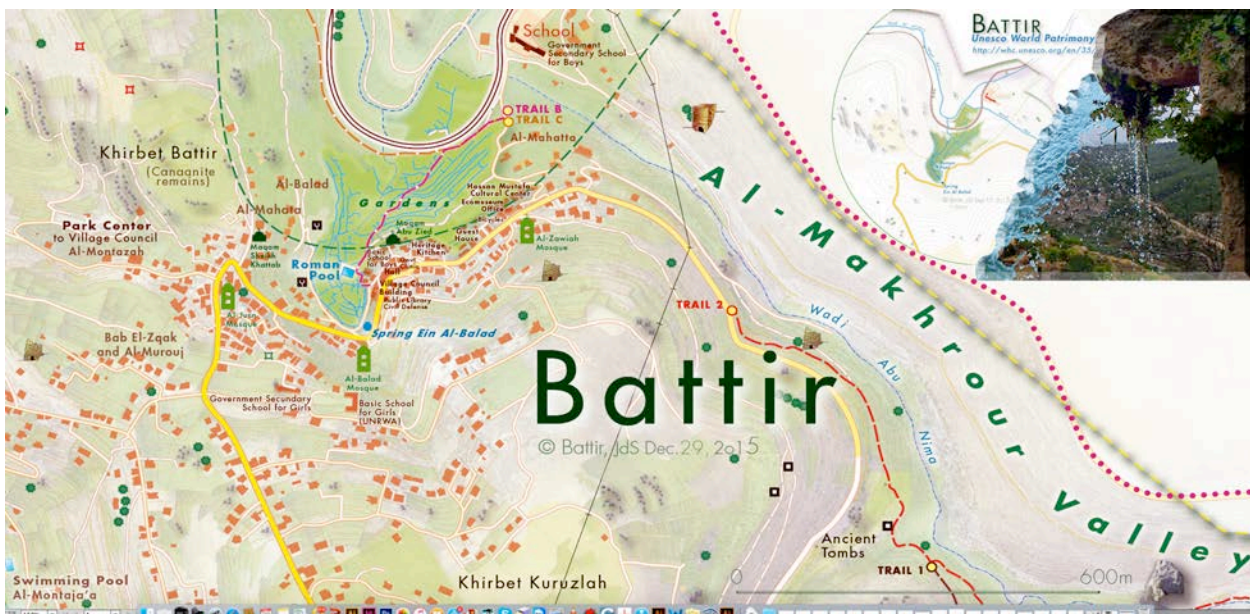 School
Government
Secondary School
for Boys
BATTIR
Unesco World Patrimony
TRAIL B
TRAIL C
Al-Mahatta
Khirbet Battir
(Canaanite
remains)
Al-Balad
Al-Mahatta
Gardens
Hassan Mustafa
Cultural Center
Ecomuseum
Office
Guest
House
Park Center
to Village Council
Al-Montazah
Maqam
Sheikh
Khattab
Maqam
Abu Zied
Heritage
Kitchen
Al-Zawiah
Mosque
Roman
Pool
Village Council
Building
Public Library
Civil Defense
Al-Makhrour Valley
TRAIL 2
Wadi Abu Nima
Mosque
Spring Ein Al-Balad
Bab El-Zqak
and Al-Murouj
Al-Balad
Mosque
Battir
© Battir, JdS Dec.29, 2015
Government Secondary
School for Girls
Basic School
for Girls
(UNRWA)
Ancient
Tombs
TRAIL 1
Khirbet Kuruzlah
0 600m
Swimming Pool
Al-Montaja'a